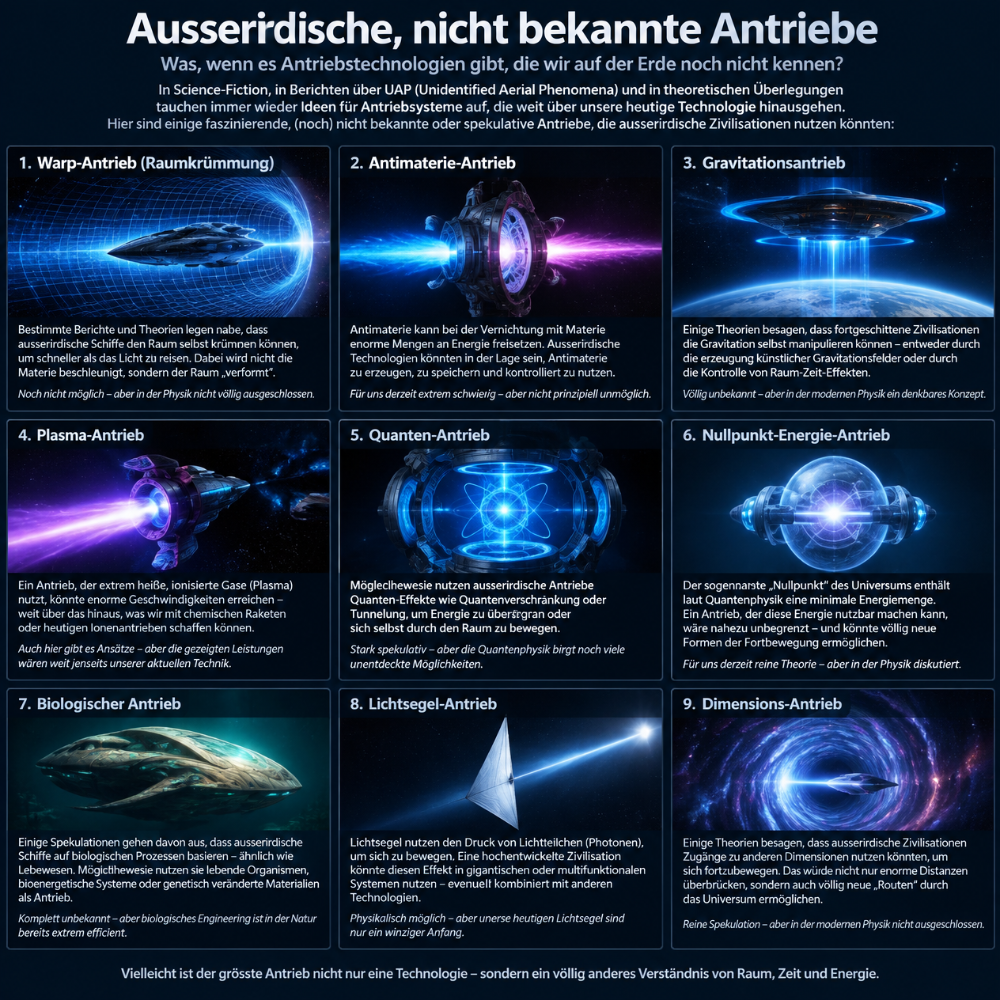 Ausserrdische, nicht bekannte Antriebe
Was, wenn es Antriebstechnologien gibt, die wir auf der Erde noch nicht kennen?
In Science-Fiction, in Berichten über UAP (Unidentified Aerial Phenomena) und in theoretischen Überlegungen
tauchen immer wieder Ideen für Antriebsysteme auf, die weit über unsere heutige Technologie hinausgehen.
Hier sind einige faszinierende, (noch) nicht bekannte oder spekulative Antriebe, die ausserirdische Zivilisationen nutzen könnten:
1. Warp-Antrieb (Raumkrümmung)
Bestimmte Berichte und Theorien legen nabe, dass
ausserirdische Schiffe den Raum selbst krümmen können,
um schneller als das Licht zu reisen. Dabei wird nicht die
Materie beschleunigt, sondern der Raum „verformt".
Noch nicht möglich – aber in der Physik nicht völlig ausgeschlossen.
2. Antimaterie-Antrieb
Antimaterie kann bei der Vernichtung mit Materie
enorme Mengen an Energie freisetzen. Ausserirdische
Technologien könnten in der Lage sein, Antimaterie
zu erzeugen, zu speichern und kontrolliert zu nutzen.
Für uns derzeit extrem schwierig – aber nicht prinzipiell unmöglich.
3. Gravitationsantrieb
Einige Theorien besagen, dass fortgeschittene Zivilisationen
die Gravitation selbst manipulieren können – entweder durch
die erzeugung künstlicher Gravitationsfelder oder durch
die Kontrolle von Raum-Zeit-Effekten.
Völlig unbekannt – aber in der modernen Physik ein denkbares Konzept.
4. Plasma-Antrieb
Ein Antrieb, der extrem heiße, ionisierte Gase (Plasma)
nutzt, könnte enorme Geschwindigkeiten erreichen –
weit über das hinaus, was wir mit chemischen Raketen
oder heutigen Ionenantrieben schaffen können.
Auch hier gibt es Ansätze – aber die gezeigten Leistungen
wären weit jenseits unserer aktuellen Technik.
5. Quanten-Antrieb
Mögledlhewesie nutzen ausserirdische Antriebe
Quanten-Effekte wie Quantenverschränkung oder
Tunnelung, um Energie zu oder
sich selbst durch den Raum zu bewegen.
Stark spekulativ – aber die Quantenphysik birgt noch viele
unentdeckte Möglichkeiten.
6. Nullpunkt-Energie-Antrieb
Der sogennarste „Nullpunkt" des Universums enthält
laut Quantenphysik eine minimale Energiemenge.
Ein Antrieb, der diese Energie nutzbar machen kann,
wäre nahezu unbegrenzt – und könnte völlig neue
Formen der Fortbewegung ermöglichen.
Für uns derzeit reine Theorie – aber in der Physik diskutiert.
7. Biologischer Antrieb
Einige Spekulationen gehen davon aus, dass ausserirdische
Schiffe auf biologischen Prozessen basieren – ähnlich wie
Lebewesen. nutzen sie lebende Organismen,
bioenergetische Systeme oder genetisch veränderte Materialien
als Antrieb.
Komplett unbekannt – aber biologisches Engineering ist in der Natur
bereits extrem efficient.
8. Lichtsegel-Antrieb
Lichtsegel nutzen den Druck von Lichtteilchen (Photonen),
um sich zu bewegen. Eine hochentwickelte Zivilisation
könnte diesen Effekt in gigantischen oder multifunktionalen
Systemen nutzen – evenuell kombiniert mit anderen
Technologien.
Physikalisch möglich – aber unerse heutigen Lichtsegel sind
nur ein winziger Anfang.
9. Dimensions-Antrieb
Einige Theorien besagen, dass ausserirdische Zivilisationen
Zugänge zu anderen Dimensionen nutzen könnten, um
sich fortzubewegen. Das würde nicht nur enorme Distanzen
überbrücken, sondern auch völlig neue „Routen" durch
das Universum ermöglichen.
Reine Spekulation – aber in der modernen Physik nicht ausgeschlossen.
Vielleicht ist der grösste Antrieb nicht nur eine Technologie – sondern ein völlig anderes Verständnis von Raum, Zeit und Energie.